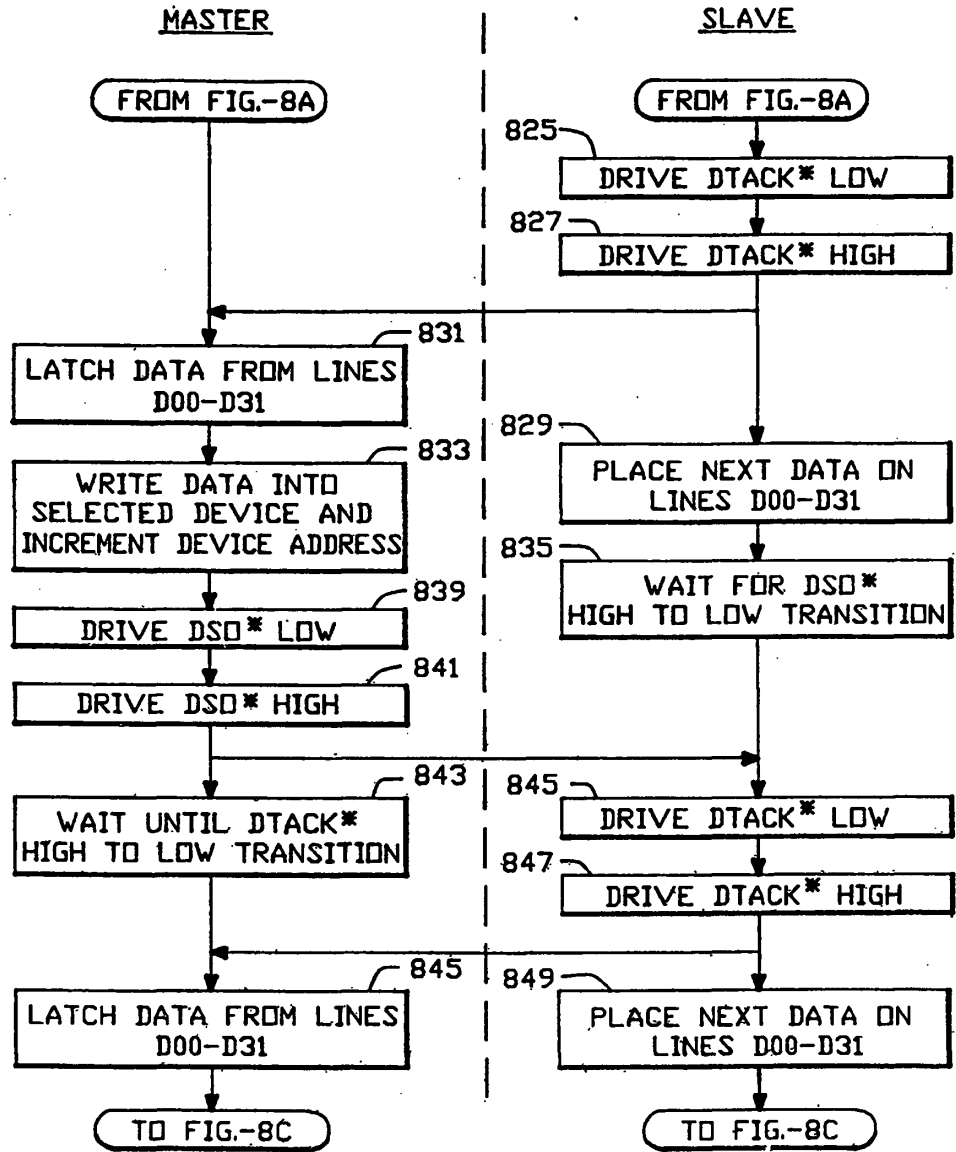 MASTER
SLAVE
FROM FIG.-8A
FROM FIG.-8A
825
DRIVE DTACK* LOW
827
DRIVE DTACK* HIGH
831
LATCH DATA FROM LINES
D00-D31
829
PLACE NEXT DATA ON
LINES D00-D31
833
WRITE DATA INTO
SELECTED DEVICE AND
INCREMENT DEVICE ADDRESS
835
WAIT FOR DSO*
HIGH TO LOW TRANSITION
839
DRIVE DSO* LOW
841
DRIVE DSO* HIGH
843
WAIT UNTIL DTACK*
HIGH TO LOW TRANSITION
845
DRIVE DTACK* LOW
847
DRIVE DTACK* HIGH
845
LATCH DATA FROM LINES
D00-D31
849
PLACE NEXT DATA ON
LINES D00-D31
TO FIG.-8C
TO FIG.-8C